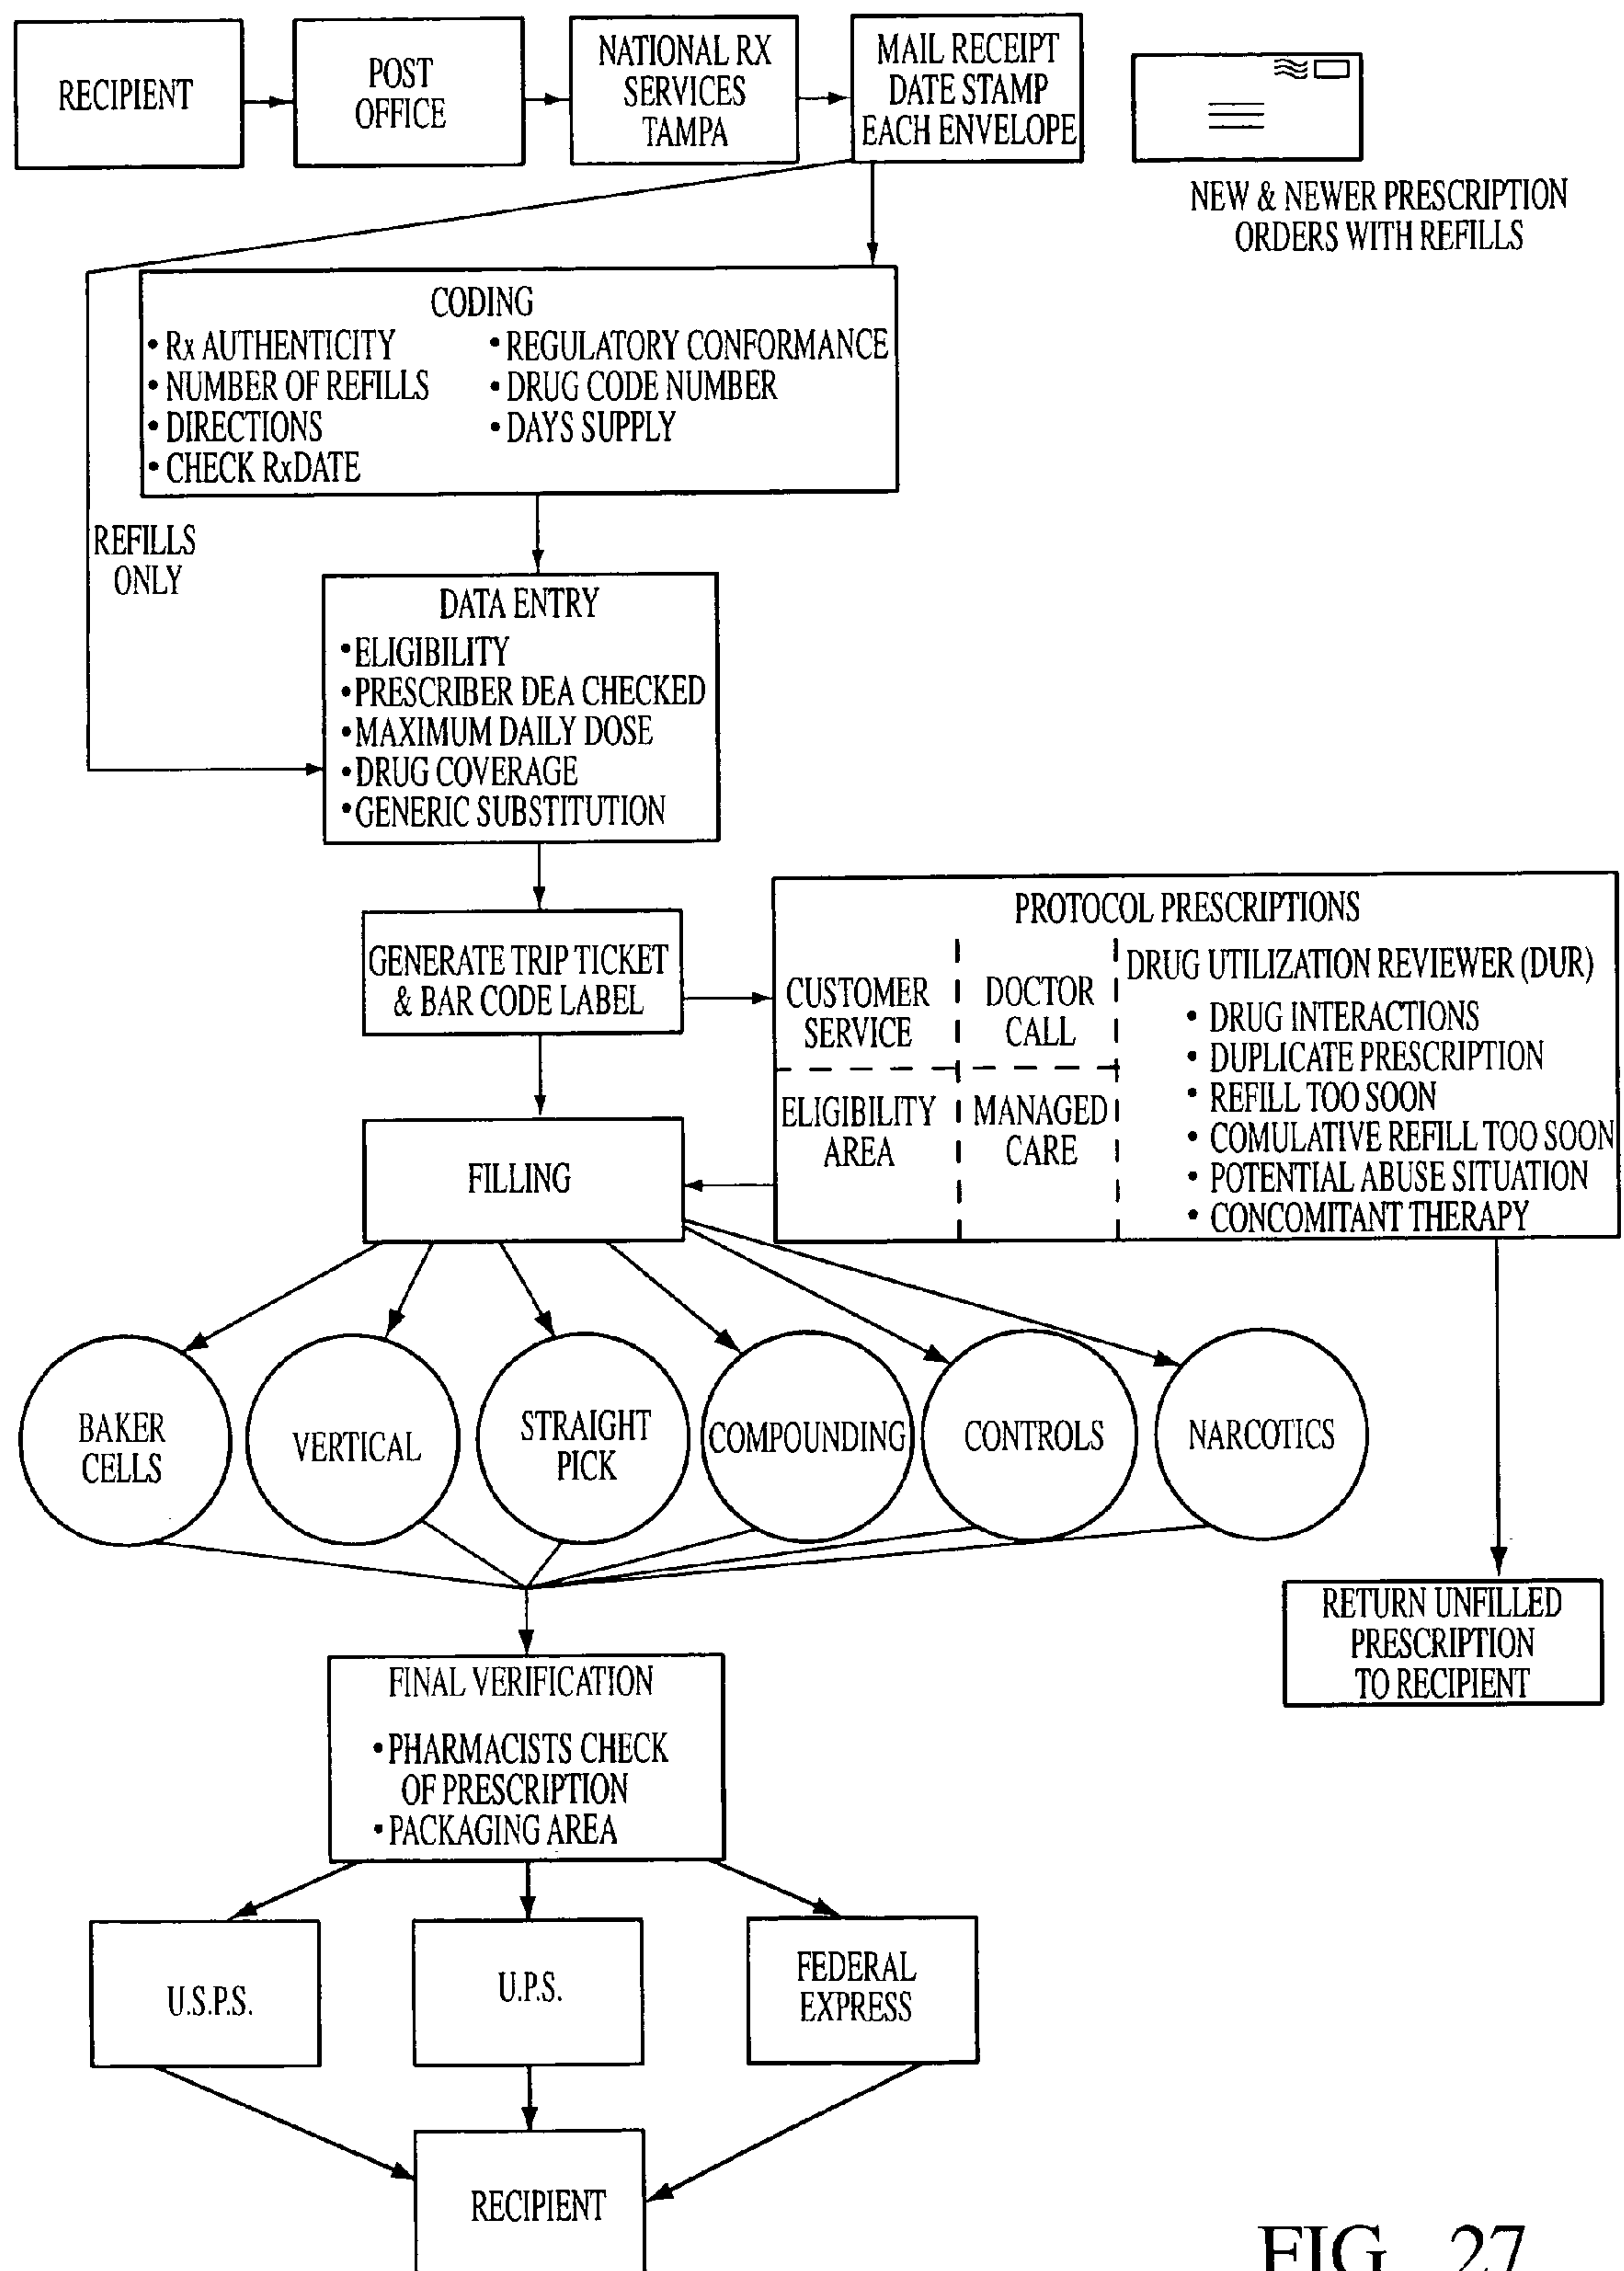 RECIPIENT
POST
OFFICE
NATIONAL RX
SERVICES
TAMPA
MAIL RECEIPT
DATE STAMP
EACH ENVELOPE
NEW & NEWER PRESCRIPTION
ORDERS WITH REFILLS
CODING
• Rx AUTHENTICITY
• NUMBER OF REFILLS
• DIRECTIONS
• CHECK RxDATE
• REGULATORY CONFORMANCE
• DRUG CODE NUMBER
• DAYS SUPPLY
REFILLS
ONLY
DATA ENTRY
• ELIGIBILITY
• PRESCRIBER DEA CHECKED
• MAXIMUM DAILY DOSE
• DRUG COVERAGE
• GENERIC SUBSTITUTION
GENERATE TRIP TICKET
& BAR CODE LABEL
PROTOCOL PRESCRIPTIONS
CUSTOMER
SERVICE
DOCTOR
CALL
ELIGIBILITY
AREA
MANAGED
CARE
DRUG UTILIZATION REVIEWER (DUR)
• DRUG INTERACTIONS
• DUPLICATE PRESCRIPTION
• REFILL TOO SOON
• COMULATIVE REFILL TOO SOON
• POTENTIAL ABUSE SITUATION
• CONCOMITANT THERAPY
FILLING
BAKER
CELLS
VERTICAL
STRAIGHT
PICK
COMPOUNDING
CONTROLS
NARCOTICS
RETURN UNFILLED
PRESCRIPTION
TO RECIPIENT
FINAL VERIFICATION
• PHARMACISTS CHECK
OF PRESCRIPTION
• PACKAGING AREA
U.S.P.S.
U.P.S.
FEDERAL
EXPRESS
RECIPIENT
FIG. 27